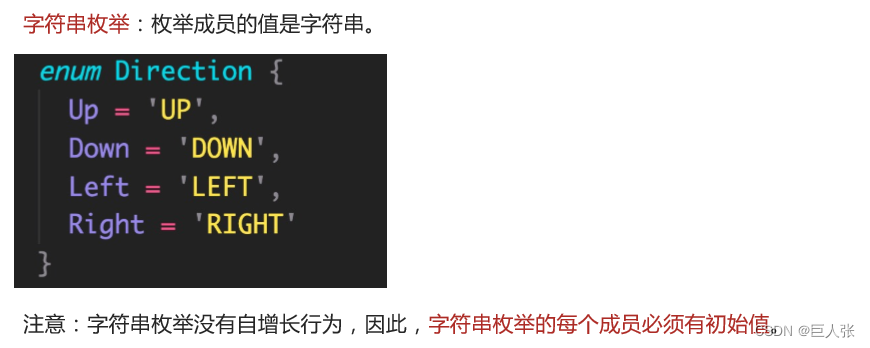 字符串枚举：枚举成员的值是字符串。
enum Direction {
Up = 'UP',
Down = 'DOWN',
Left = 'LEFT',
Right = 'RIGHT'
}
注意：字符串枚举没有自增长行为，因此，字符串枚举的每个成员必须有初始值。
CSDN @巨人张